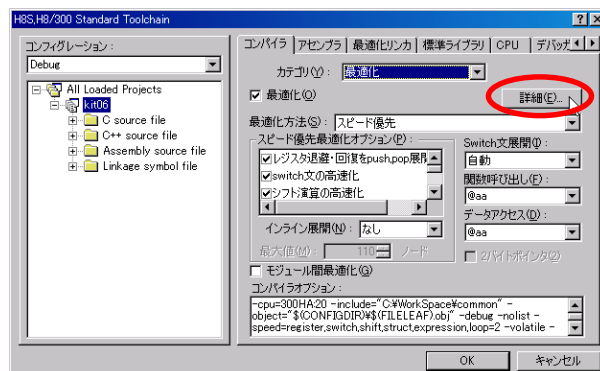 H8S,H8/300 Standard Toolchain
コンフィグレーション :
Debug
All Loaded Projects
kit06
C source file
C++ source file
Assembly source file
Linkage symbol file
コンパイラ アセンブラ 最適化リンカ 標準ライブラリ CPU デバッガ
カテゴリ(Y) : 最適化
最適化(O)
詳細(E)...
最適化方法(S) : スピード優先
スピード優先最適化オプション(P) :
レジスタ退避・回復をpush,pop展開
switch文の高速化
シフト演算の高速化
インライン展開(N) : なし
最大値(M) : 110 ノード
Switch文展開(I) :
自動
関数呼び出し(F) :
@aa
データアクセス(D) :
@aa
2バイトポインタ(2)
モジュール間最適化(G)
コンパイラオプション :
-cpu=300HA:20 -include="C:¥WorkSpace¥common" -
object="$(CONFIGDIR)¥$(FILELEAF).obj" -debug -nolist -
speed=register,switch,shift,struct,expression,loop=2 -volatile -
OK キャンセル